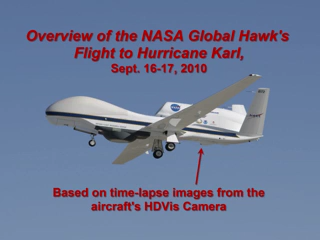 Overview of the NASA Global Hawk's
Flight to Hurricane Karl,
Sept. 16-17, 2010
NASA
Based on time-lapse images from the
aircraft's HDVis Camera